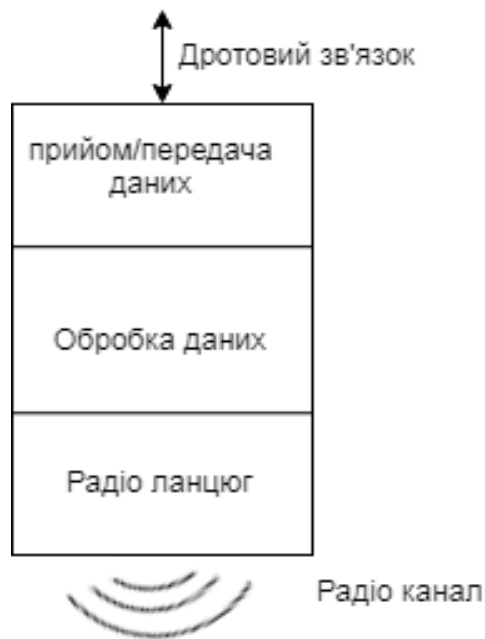 Дротовий зв'язок
прийом/передача
даних
Обробка даних
Радіо ланцюг
Радіо канал